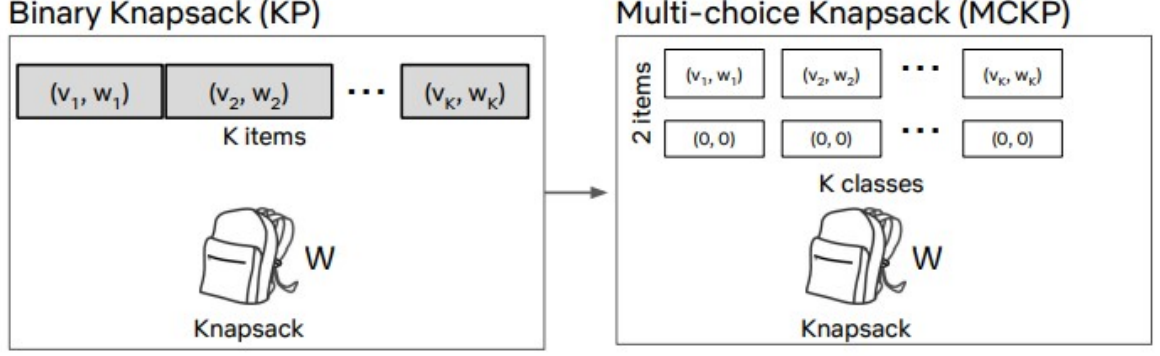 Binary Knapsack (KP)
(v₁, w₁) (v₂, w₂) ... (v_K, w_K)
K items
W
Knapsack
Multi-choice Knapsack (MCKP)
2 items
(v₁, w₁) (v₂, w₂) ... (v_K, w_K)
(0, 0) (0, 0) ... (0, 0)
K classes
W
Knapsack